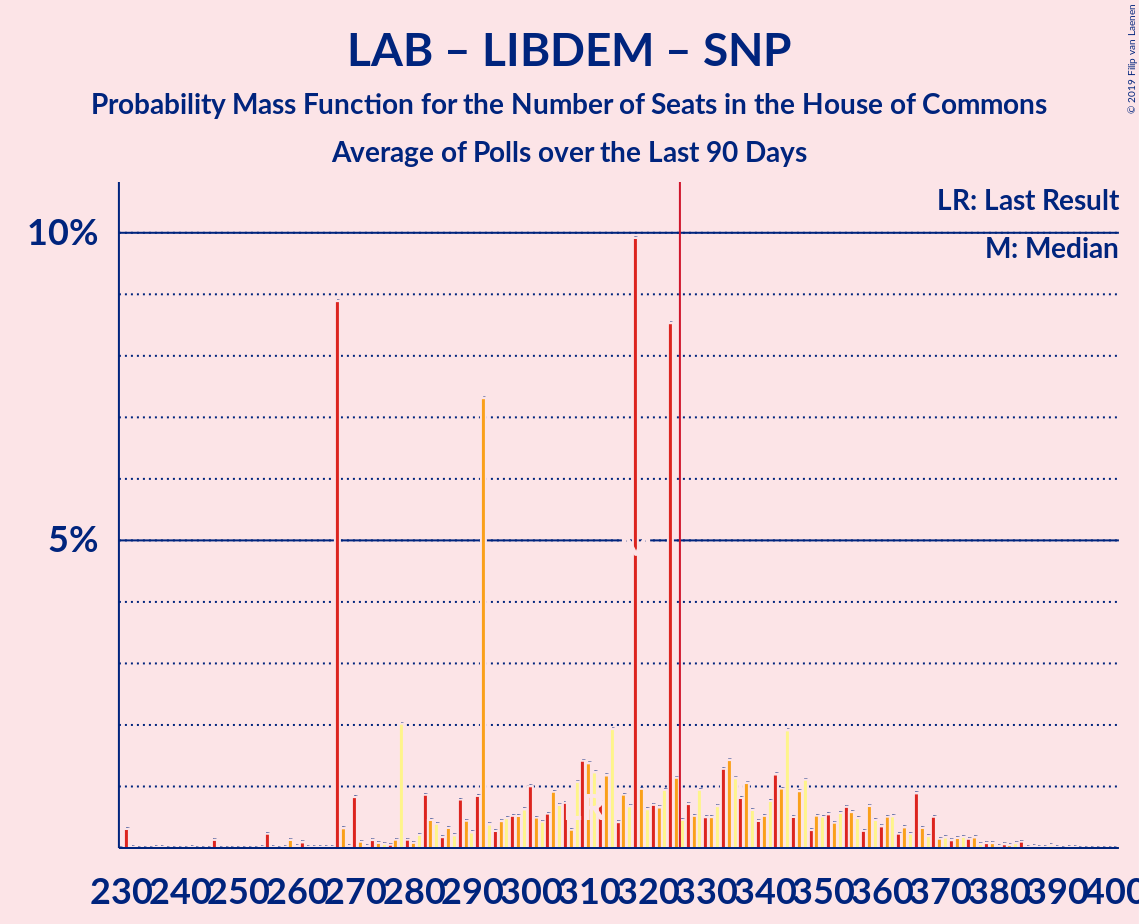 LAB – LIBDEM – SNP
Probability Mass Function for the Number of Seats in the House of Commons
Average of Polls over the Last 90 Days
© 2019 Filip van Laenen
LR: Last Result
M: Median
10%
5%
230 240 250 260 270 280 290 300 310 320 330 340 350 360 370 380 390 400